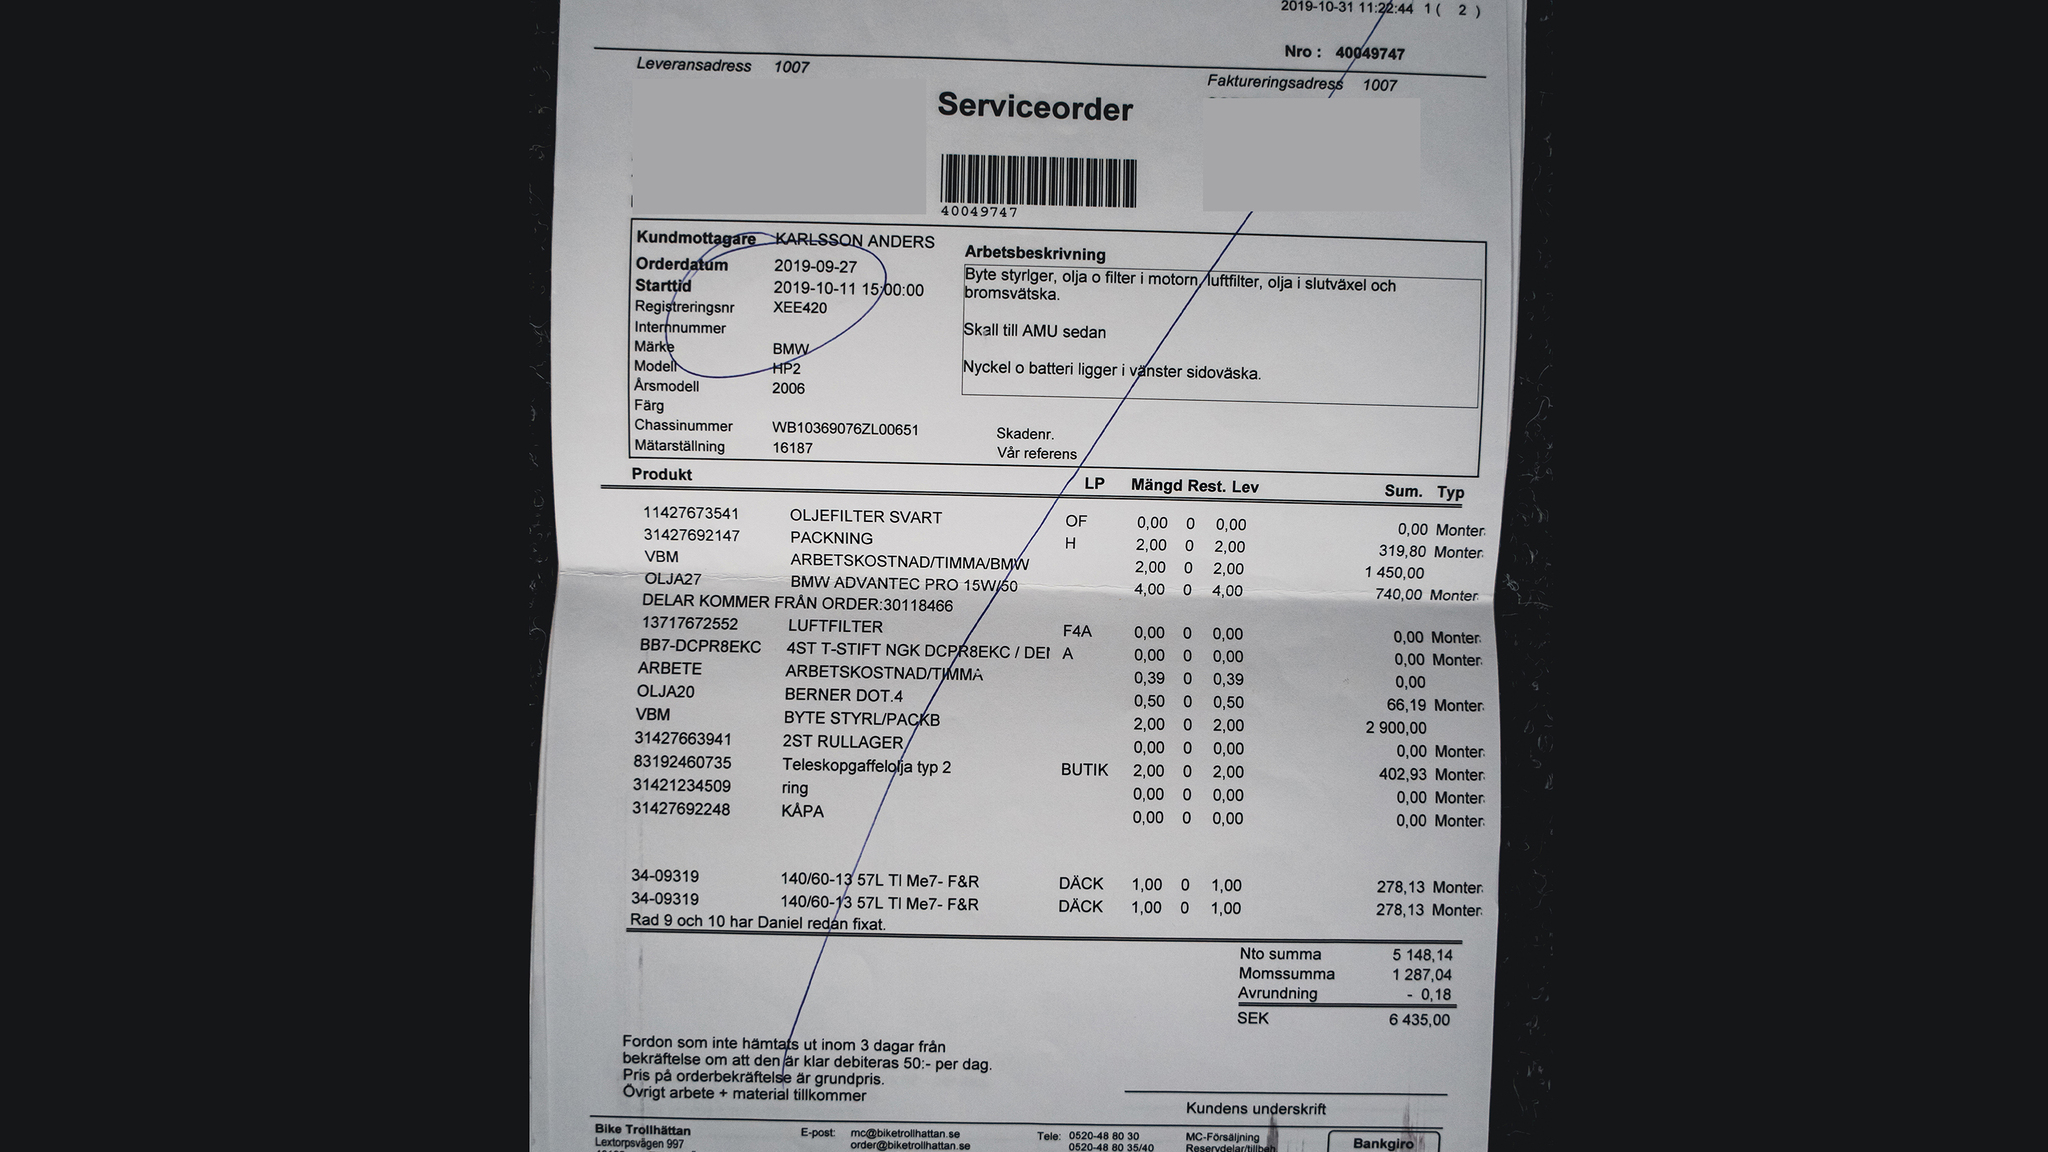 2019-10-31 11:22:44 1 ( 2 )
Nro : 40049747
Leveransadress 1007
Faktureringsadress 1007
Serviceorder
40049747
Kundmottagare KARLSSON ANDERS
Orderdatum 2019-09-27
Starttid 2019-10-11 15:00:00
Registreringsnr XEE420
Internnummer
Märke BMW
Modell HP2
Årsmodell 2006
Färg
Chassinummer WB10369076ZL00651
Mätarställning 16187
Arbetsbeskrivning
Byte styrlger, olja o filter i motorn, luftfilter, olja i slutväxel och
bromsvätska.
Skall till AMU sedan
Nyckel o batteri ligger i vänster sidoväska.
Skadenr.
Vår referens
Produkt LP Mängd Rest. Lev Sum. Typ
11427673541 OLJEFILTER SVART OF 0,00 0 0,00 0,00 Monter
31427692147 PACKNING H 2,00 0 2,00 319,80 Monter
VBM ARBETSKOSTNAD/TIMMA/BMW 2,00 0 2,00 1 450,00
OLJA27 BMW ADVANTEC PRO 15W/50 4,00 0 4,00 740,00 Monter
DELAR KOMMER FRÅN ORDER:30118466
13717672552 LUFTFILTER F4A 0,00 0 0,00 0,00 Monter
BB7-DCPR8EKC 4ST T-STIFT NGK DCPR8EKC / DEN A 0,00 0 0,00 0,00 Monter
ARBETE ARBETSKOSTNAD/TIMMA 0,39 0 0,39 0,00
OLJA20 BERNER DOT.4 0,50 0 0,50 66,19 Monter
VBM BYTE STYRL/PACKB 2,00 0 2,00 2 900,00
31427663941 2ST RULLAGER 0,00 0 0,00 0,00 Monter
83192460735 Teleskopgaffelolja typ 2 BUTIK 2,00 0 2,00 402,93 Monter
31421234509 ring 0,00 0 0,00 0,00 Monter
31427692248 KÅPA 0,00 0 0,00 0,00 Monter
34-09319 140/60-13 57L Tl Me7- F&R DÄCK 1,00 0 1,00 278,13 Monter
34-09319 140/60-13 57L Tl Me7- F&R DÄCK 1,00 0 1,00 278,13 Monter
Rad 9 och 10 har Daniel redan fixat.
Nto summa 5 148,14
Momssumma 1 287,04
Avrundning - 0,18
SEK 6 435,00
Fordon som inte hämtats ut inom 3 dagar från
bekräftelse om att den är klar debiteras 50:- per dag.
Pris på orderbekräftelse är grundpris.
Övrigt arbete + material tillkommer
Kundens underskrift
Bike Trollhättan E-post: mc@biketrollhattan.se Tele: 0520-48 80 30 MC-Försäljning Bankgiro
Lextorpsvägen 997 order@biketrollhattan.se 0520-48 80 35/40